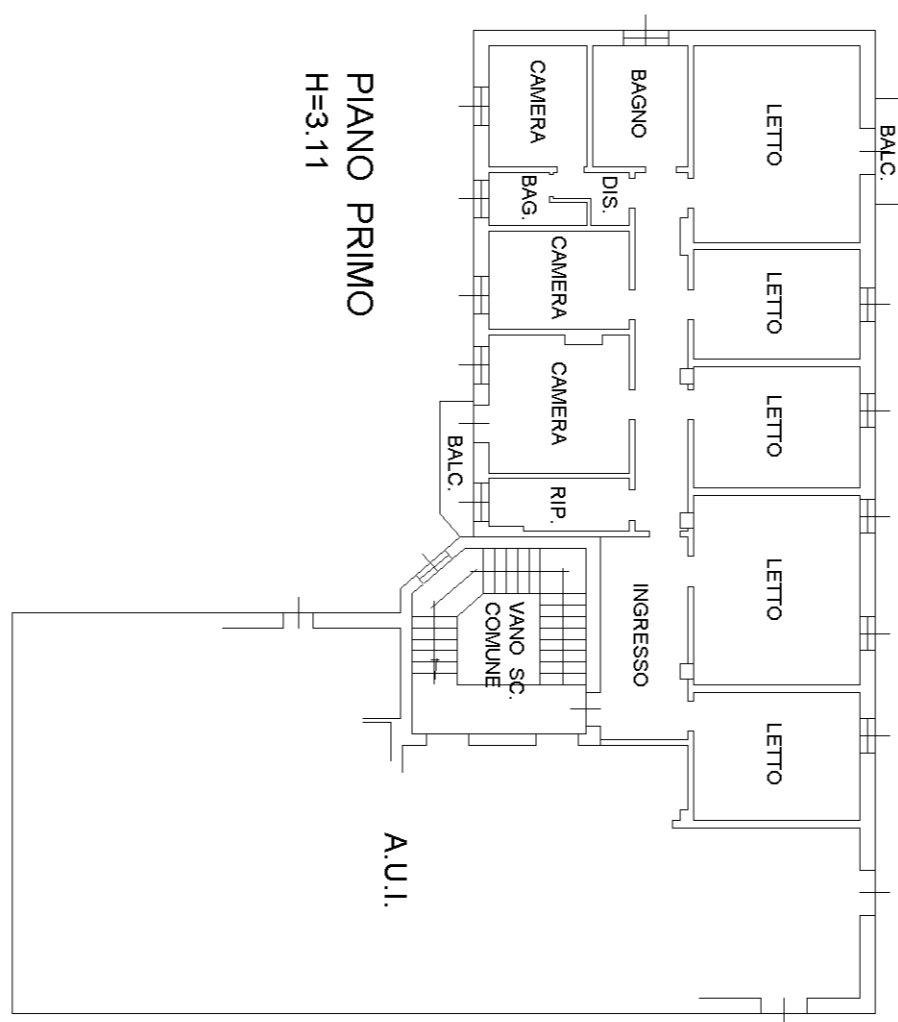 PIANO PRIMO
H=3.11
CAMERA
BAGNO
LETTO
BALC.
BAG.
DIS.
CAMERA
LETTO
CAMERA
LETTO
BALC.
RIP.
LETTO
VANO SC.
COMUNE
INGRESSO
LETTO
A.U.I.